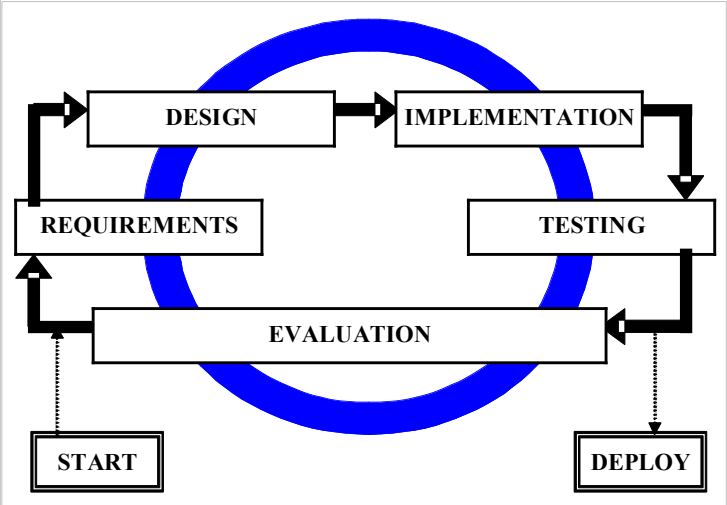 DESIGN
IMPLEMENTATION
REQUIREMENTS
TESTING
EVALUATION
START
DEPLOY